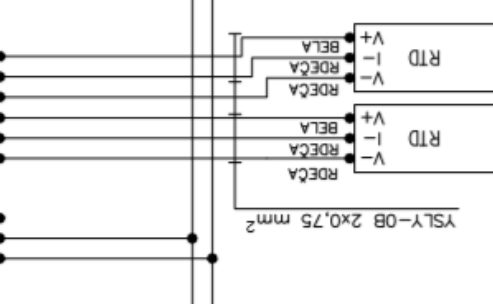 YSLY-OB 2x0,75 mm²
RDEČA
V-
RDEČA
RTD I-
BELA
V+
RDEČA
V-
RDEČA
RTD I-
BELA
V+